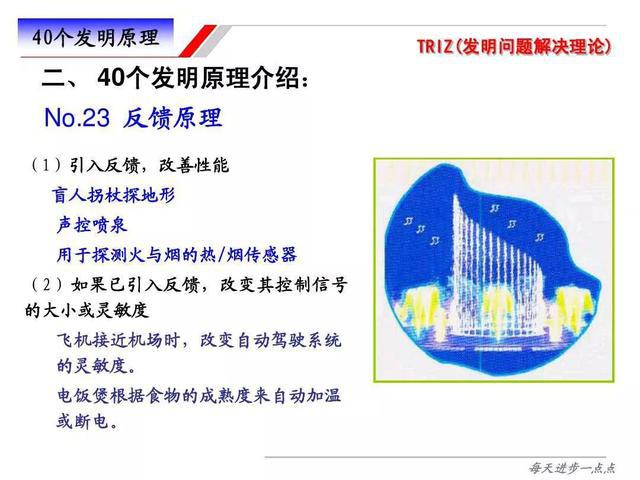 40个发明原理
TRIZ(发明问题解决理论)
二、40个发明原理介绍：
No.23 反馈原理
（1）引入反馈，改善性能
盲人拐杖探地形
声控喷泉
用于探测火与烟的热/烟传感器
（2）如果已引入反馈，改变其控制信号
的大小或灵敏度
飞机接近机场时，改变自动驾驶系统
的灵敏度。
电饭煲根据食物的成熟度来自动加温
或断电。
每天进步一点点